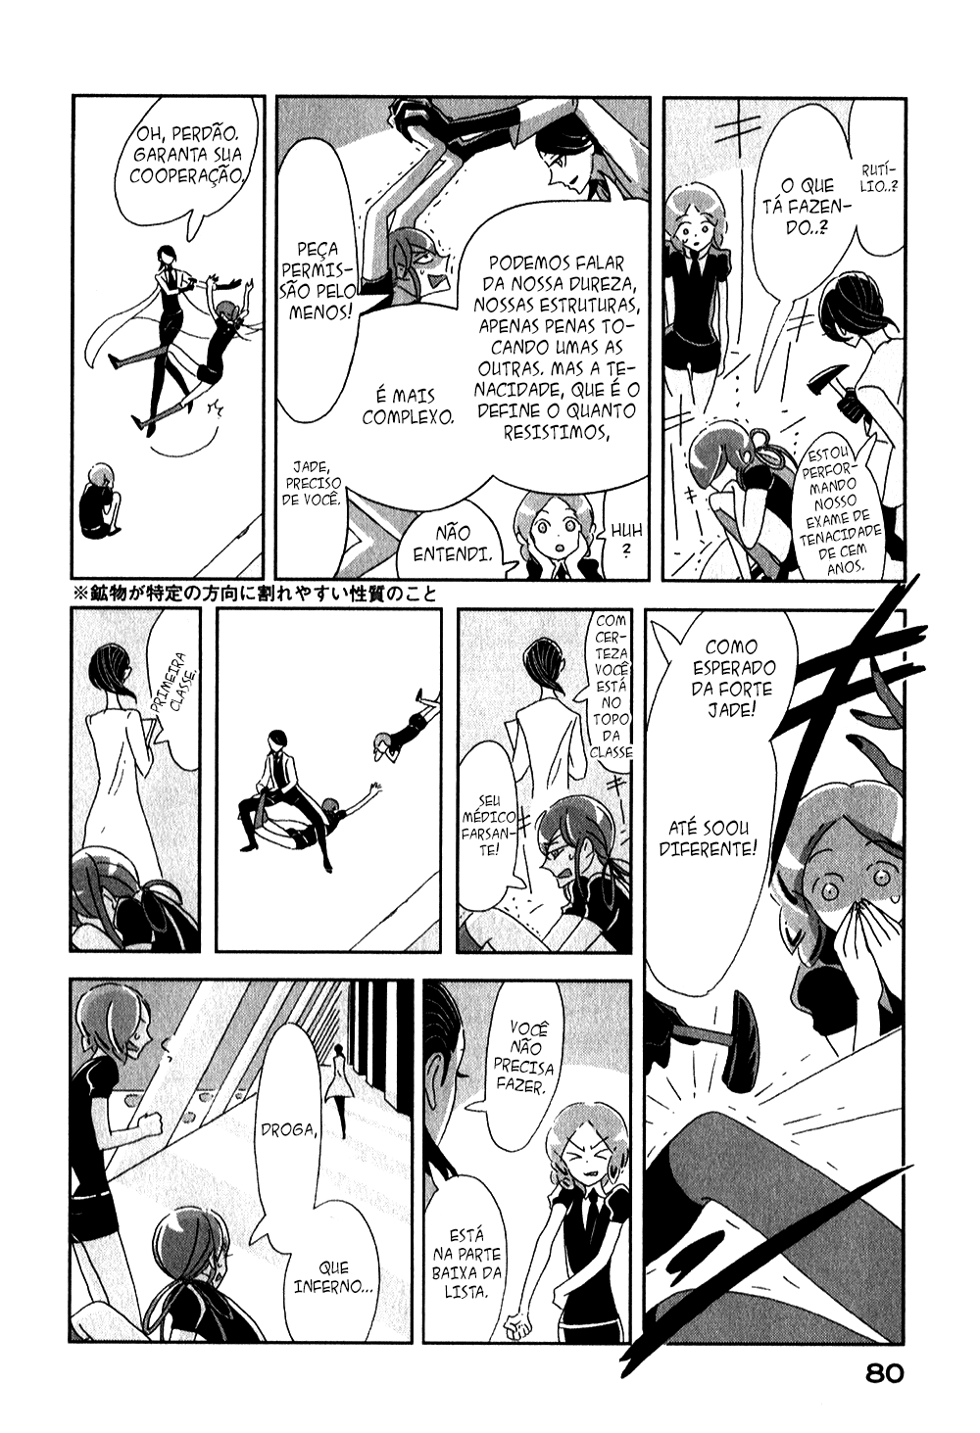 RUTÍ-
LIO..?
O QUE
TÁ FAZEN-
DO..?
ESTOU
PERFOR-
MANDO
NOSSO
EXAME DE
TENACIDADE
DE CEM
ANOS.
PEÇA
PERMIS-
SÃO PELO
MENOS!
PODEMOS FALAR
DA NOSSA DUREZA,
NOSSAS ESTRUTURAS,
APENAS PENAS TO-
CANDO UMAS AS
OUTRAS. MAS A TE-
NACIDADE, QUE É O
DEFINE O QUANTO
RESISTIMOS,
É MAIS
COMPLEXO.
HUH
?
NÃO
ENTENDI.
JADE,
PRECISO
DE VOCÊ.
OH, PERDÃO.
GARANTA SUA
COOPERAÇÃO.
※鉱物が特定の方向に割れやすい性質のこと
COMO
ESPERADO
DA FORTE
JADE!
ATÉ SOOU
DIFERENTE!
COM
CER-
TEZA
VOCÊ
ESTÁ
NO
TOPO
DA
CLASSE
SEU
MÉDICO
FARSAN-
TE!
PRIMEIRA
CLASSE.
VOCÊ
NÃO
PRECISA
FAZER.
ESTÁ
NA PARTE
BAIXA DA
LISTA.
DROGA,
QUE
INFERNO...
80